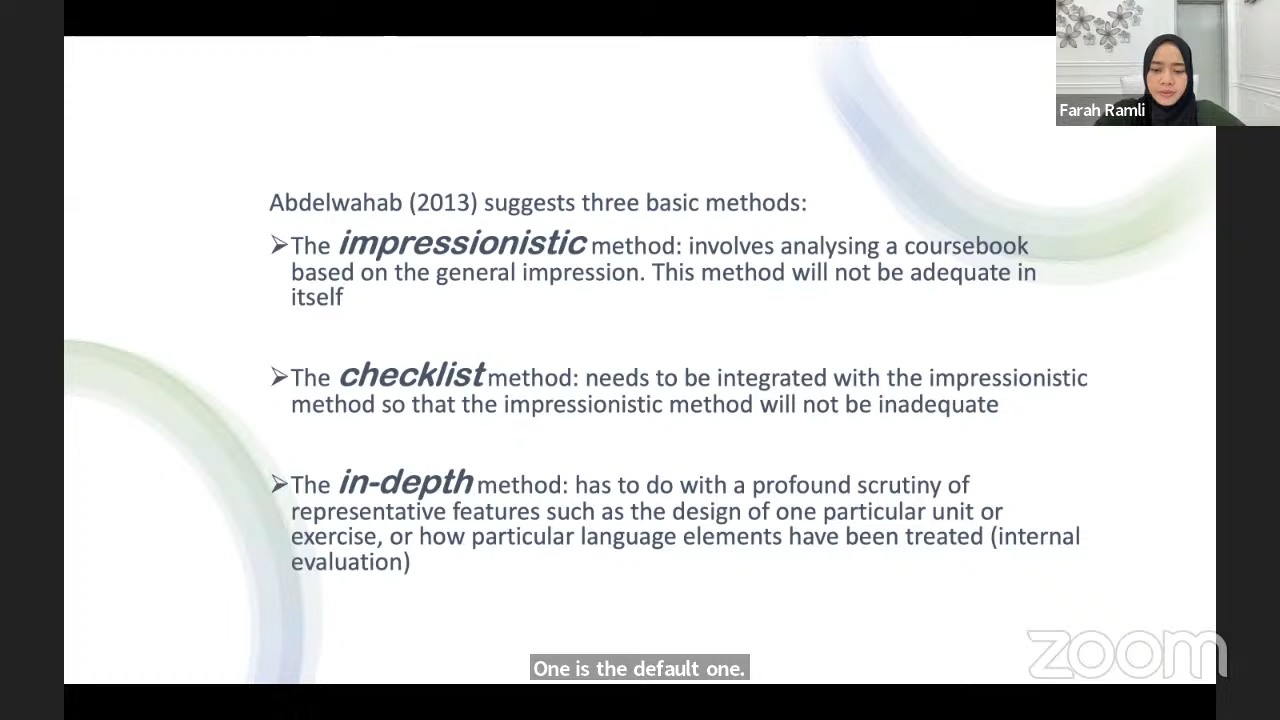 Farah Ramli
Abdelwahab (2013) suggests three basic methods:
The impressionistic method: involves analysing a coursebook
based on the general impression. This method will not be adequate in
itself
The checklist method: needs to be integrated with the impressionistic
method so that the impressionistic method will not be inadequate
The in-depth method: has to do with a profound scrutiny of
representative features such as the design of one particular unit or
exercise, or how particular language elements have been treated (internal
evaluation)
One is the default one.
zoom